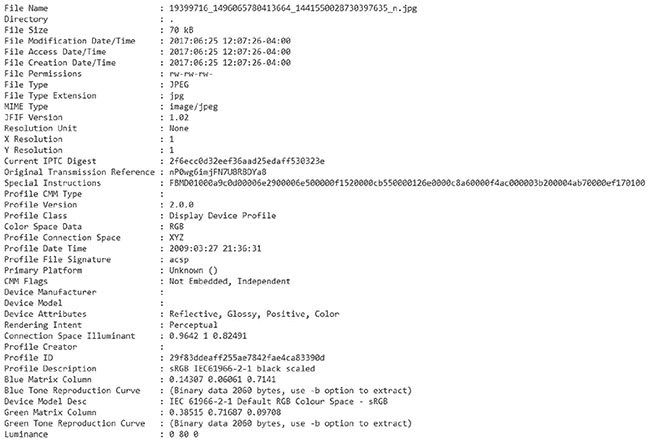 File Name : 19399716_1496065780413664_1441550028730397635_n.jpg
Directory : .
File Size : 70 kB
File Modification Date/Time : 2017:06:25 12:07:26-04:00
File Access Date/Time : 2017:06:25 12:07:26-04:00
File Creation Date/Time : 2017:06:25 12:07:26-04:00
File Permissions : rw-rw-rw-
File Type : JPEG
File Type Extension : jpg
MIME Type : image/jpeg
JFIF Version : 1.02
Resolution Unit : None
X Resolution : 1
Y Resolution : 1
Current IPTC Digest : 2f6ecc0d32eef36aad25edaff530323e
Original Transmission Reference : nP0wg6imjFN7U8R8DYa8
Special Instructions : FBMD01000a9c0d00006e2900006e500000f1520000cb550000126e0000c8a60000f4ac000003b200004ab70000ef170100
Profile CMM Type :
Profile Version : 2.0.0
Profile Class : Display Device Profile
Color Space Data : RGB
Profile Connection Space : XYZ
Profile Date Time : 2009:03:27 21:36:31
Profile File Signature : acsp
Primary Platform : Unknown ()
CMM Flags : Not Embedded, Independent
Device Manufacturer :
Device Model :
Device Attributes : Reflective, Glossy, Positive, Color
Rendering Intent : Perceptual
Connection Space Illuminant : 0.9642 1 0.82491
Profile Creator :
Profile ID : 29f83ddeaff255ae7842fae4ca83390d
Profile Description : sRGB IEC61966-2-1 black scaled
Blue Matrix Column : 0.14307 0.06061 0.7141
Blue Tone Reproduction Curve : (Binary data 2060 bytes, use -b option to extract)
Device Model Desc : IEC 61966-2-1 Default RGB Colour Space - sRGB
Green Matrix Column : 0.38515 0.71687 0.09708
Green Tone Reproduction Curve : (Binary data 2060 bytes, use -b option to extract)
Luminance : 0 80 0